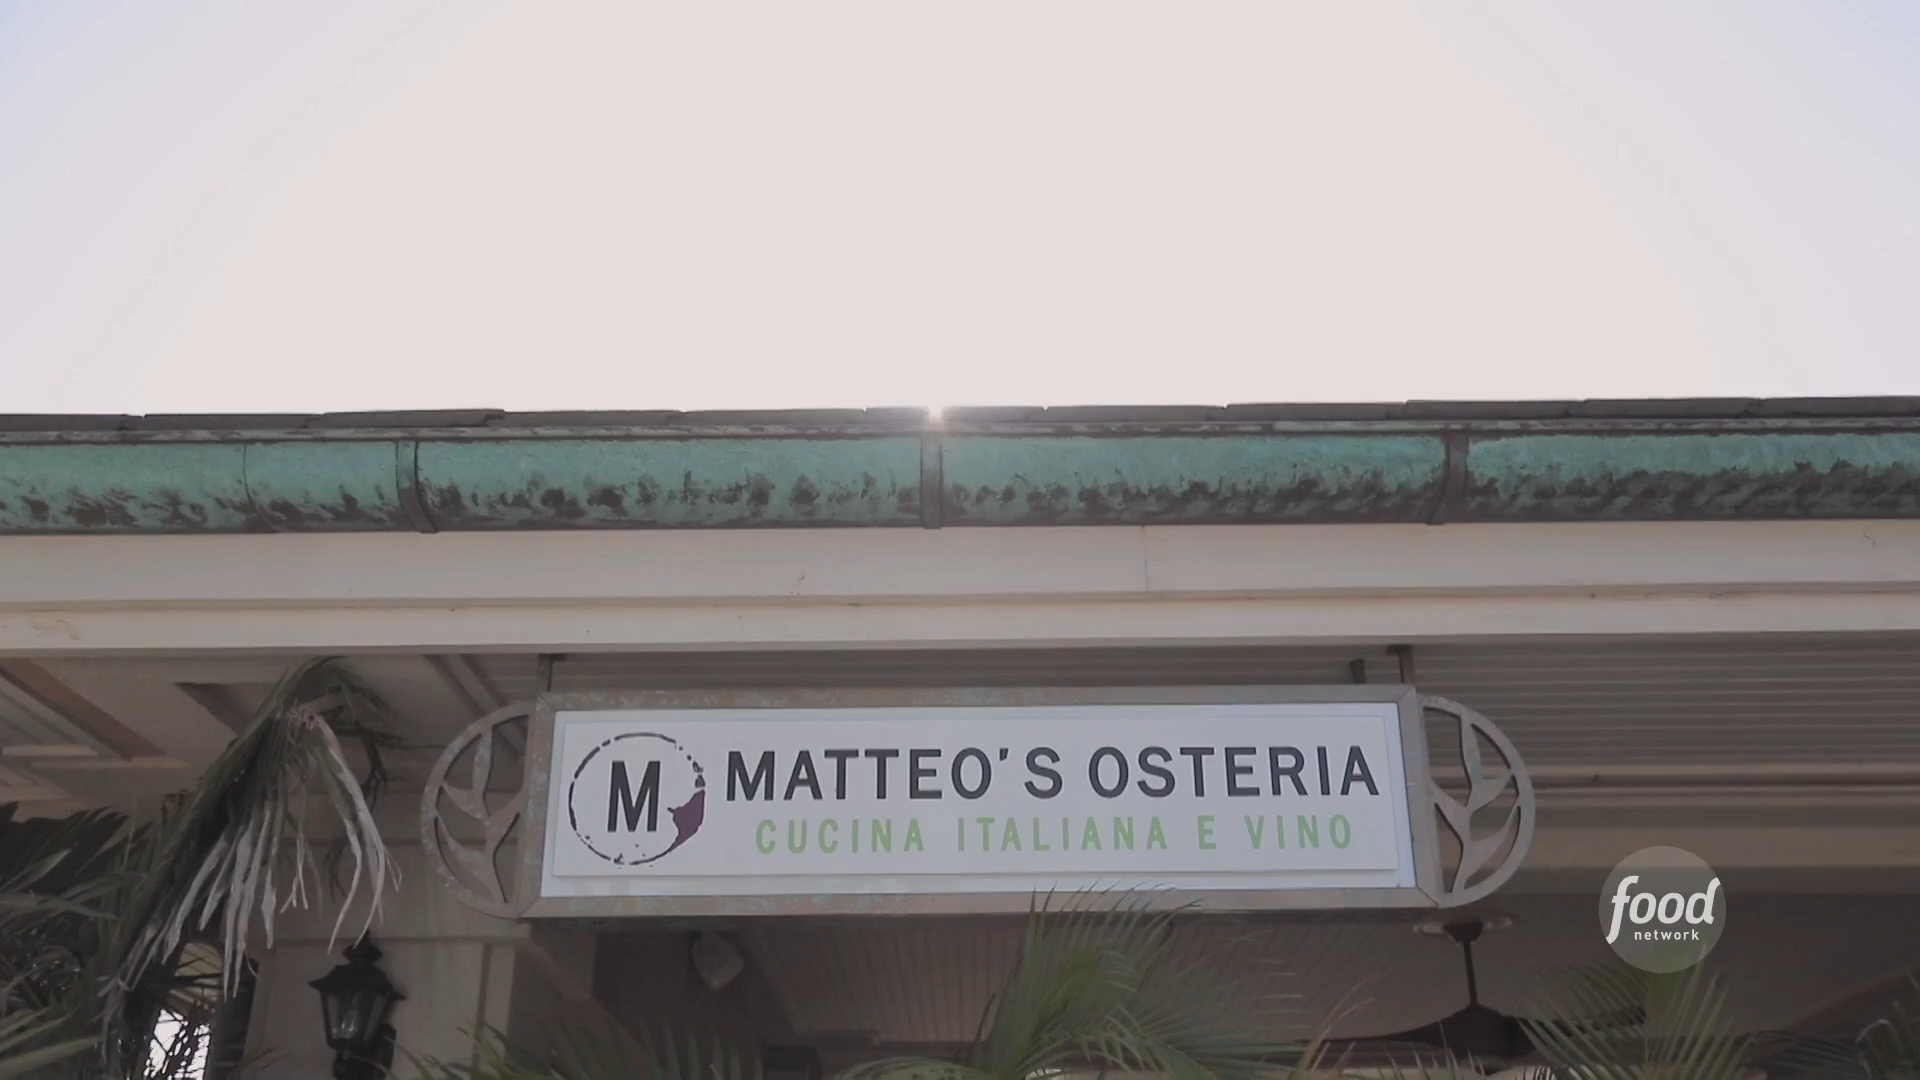 M
MATTEO'S OSTERIA
CUCINA ITALIANA E VINO
food
network